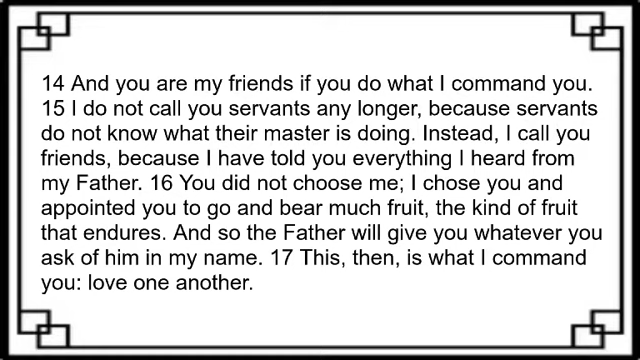 14 And you are my friends if you do what I command you.
15 I do not call you servants any longer, because servants
do not know what their master is doing. Instead, I call you
friends, because I have told you everything I heard from
my Father. 16 You did not choose me; I chose you and
appointed you to go and bear much fruit, the kind of fruit
that endures. And so the Father will give you whatever you
ask of him in my name. 17 This, then, is what I command
you: love one another.